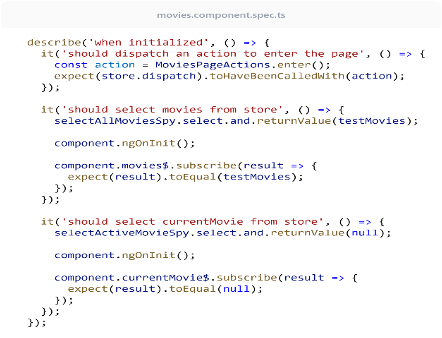 movies.component.spec.ts
describe('when initialized', () => {
it('should dispatch an action to enter the page', () => {
const action = MoviesPageActions.enter();
expect(store.dispatch).toHaveBeenCalledWith(action);
});
it('should select movies from store', () => {
selectAllMoviesSpy.select.and.returnValue(testMovies);
component.ngOnInit();
component.movies$.subscribe(result => {
expect(result).toEqual(testMovies);
});
});
it('should select currentMovie from store', () => {
selectActiveMovieSpy.select.and.returnValue(null);
component.ngOnInit();
component.currentMovie$.subscribe(result => {
expect(result).toEqual(null);
});
});
});